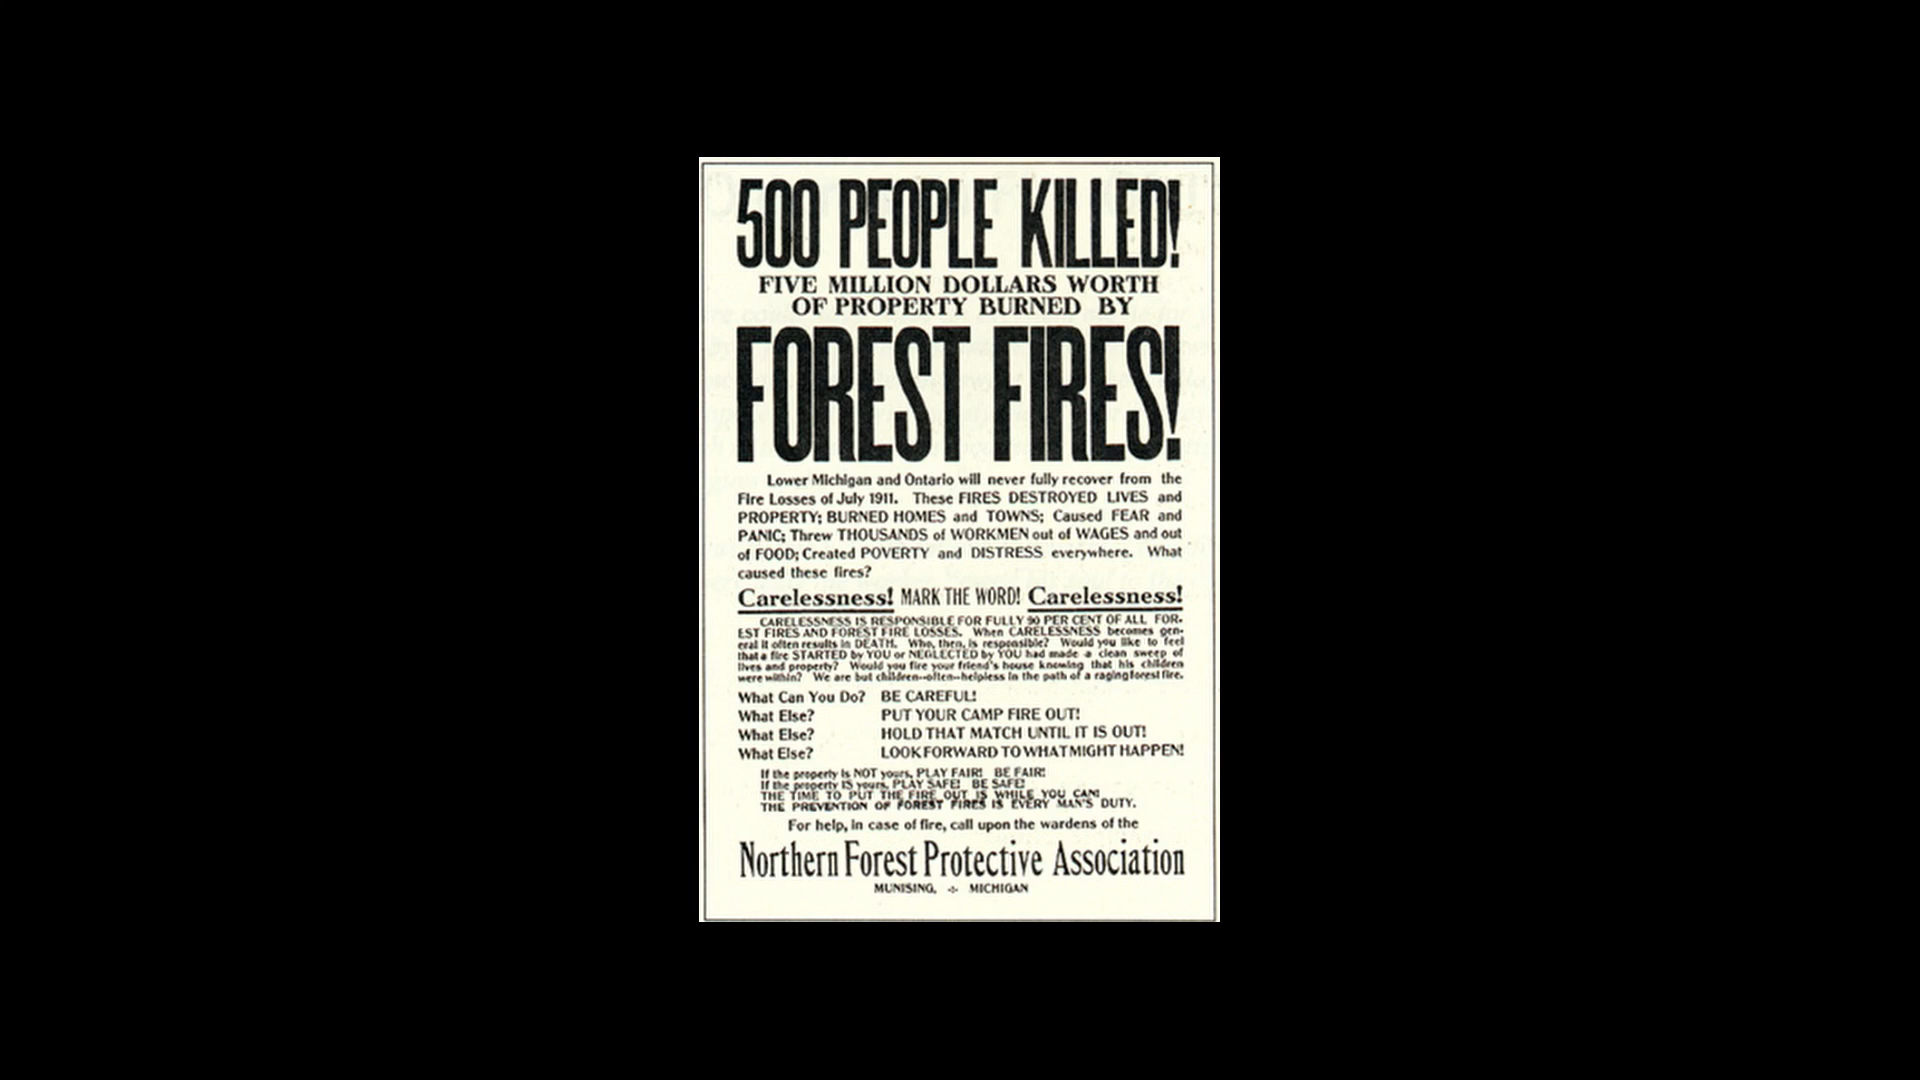 500 PEOPLE KILLED!
FIVE MILLION DOLLARS WORTH
OF PROPERTY BURNED BY
FOREST FIRES!
Lower Michigan and Ontario will never fully recover from the
Fire Losses of July 1911. These FIRES DESTROYED LIVES and
PROPERTY; BURNED HOMES and TOWNS; Caused FEAR and
PANIC; Threw THOUSANDS of WORKMEN out of WAGES and out
of FOOD; Created POVERTY and DISTRESS everywhere. What
caused these fires?
Carelessness! MARK THE WORD! Carelessness!
CARELESSNESS IS RESPONSIBLE FOR FULLY 90 PER CENT OF ALL FOR-
EST FIRES AND FOREST FIRE LOSSES. When CARELESSNESS becomes gen-
eral it often results in DEATH. Who, then, is responsible? Would you like to feel
that a fire STARTED by YOU or NEGLECTED by YOU had made a clean sweep of
lives and property? Would you fire your friend's house knowing that his children
were within? We are but children--often--helpless in the path of a raging forest fire.
What Can You Do? BE CAREFUL!
What Else? PUT YOUR CAMP FIRE OUT!
What Else? HOLD THAT MATCH UNTIL IT IS OUT!
What Else? LOOK FORWARD TO WHAT MIGHT HAPPEN!
If the property is NOT yours, PLAY FAIR! BE FAIR!
If the property IS yours, PLAY SAFE! BE SAFE!
THE TIME TO PUT THE FIRE OUT IS WHILE YOU CAN!
THE PREVENTION OF FOREST FIRES IS EVERY MAN'S DUTY.
For help, in case of fire, call upon the wardens of the
Northern Forest Protective Association
MUNISING, -:- MICHIGAN